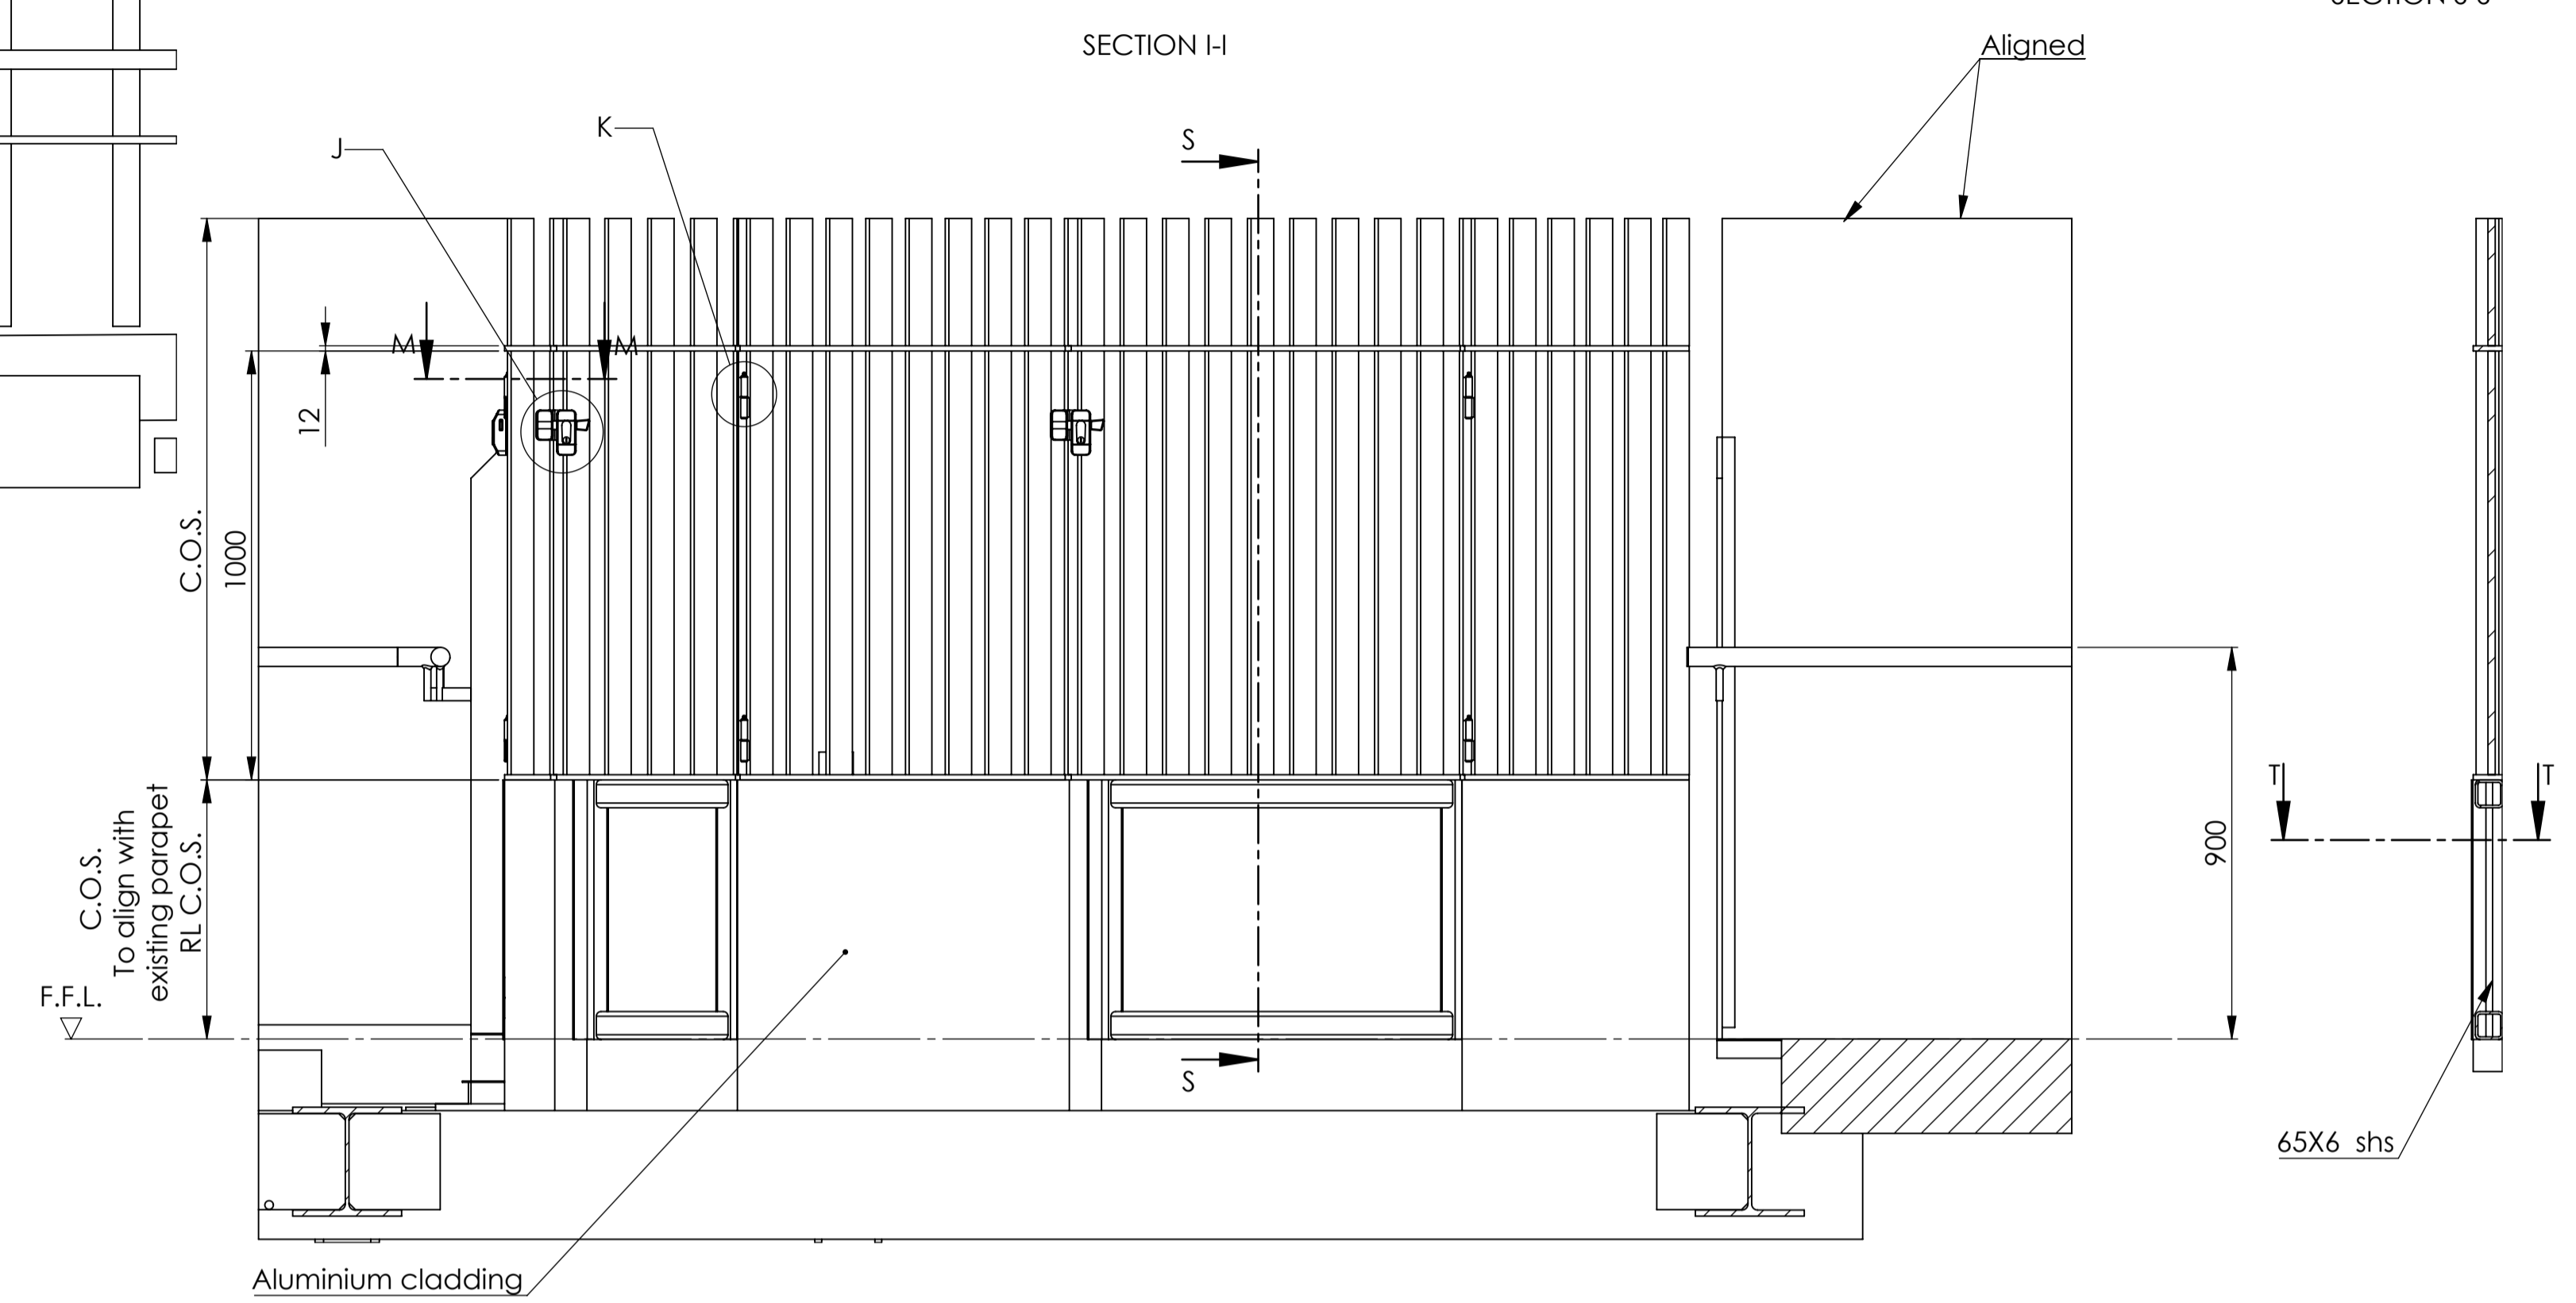 SECTION I-I
Aligned
J
K
S
M
M
12
C.O.S.
1000
C.O.S.
To align with
existing parapet
RL C.O.S.
F.F.L.
900
T
T
S
65X6 shs
Aluminium cladding